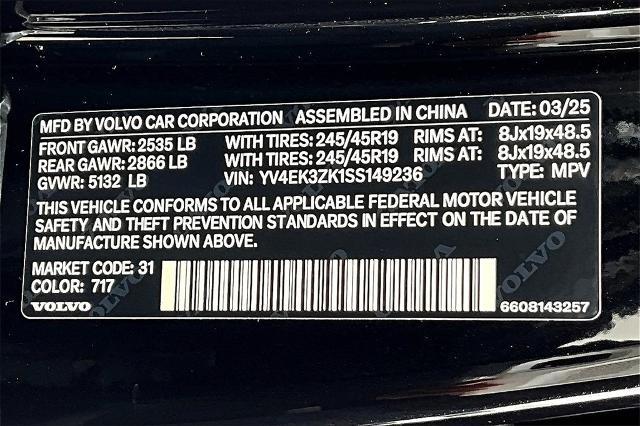 MFD BY VOLVO CAR CORPORATION ASSEMBLED IN CHINA DATE: 03/25
FRONT GAWR: 2535 LB WITH TIRES: 245/45R19 RIMS AT: 8Jx19x48.5
REAR GAWR: 2866 LB WITH TIRES: 245/45R19 RIMS AT: 8Jx19x48.5
GVWR: 5132 LB VIN: YV4EK3ZK1SS149236 TYPE: MPV
THIS VEHICLE CONFORMS TO ALL APPLICABLE FEDERAL MOTOR VEHICLE
SAFETY AND THEFT PREVENTION STANDARDS IN EFFECT ON THE DATE OF
MANUFACTURE SHOWN ABOVE.
MARKET CODE: 31
COLOR: 717
VOLVO 6608143257